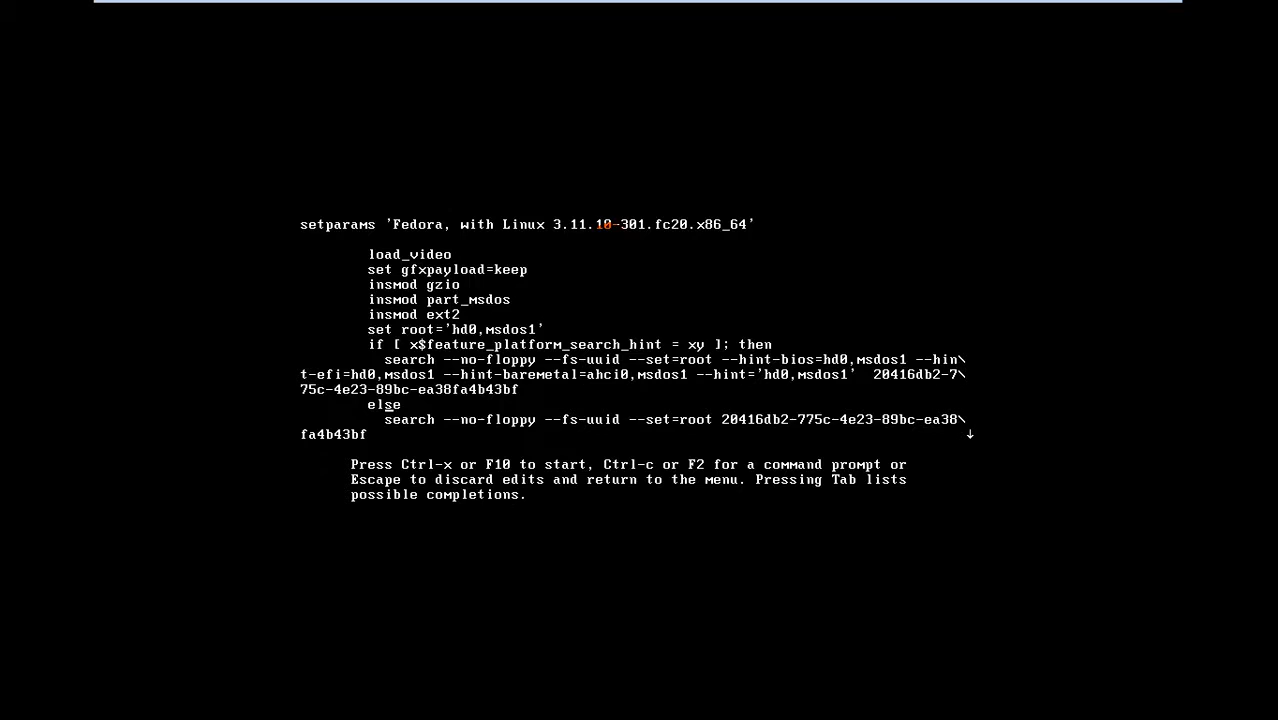 setparams 'Fedora, with Linux 3.11.10-301.fc20.x86_64'
load_video
set gfxpayload=keep
insmod gzio
insmod part_msdos
insmod ext2
set root='hd0,msdos1'
if [ x$feature_platform_search_hint = xy ]; then
search --no-floppy --fs-uuid --set=root --hint-bios=hd0,msdos1 --hin\
t-efi=hd0,msdos1 --hint-baremetal=ahci0,msdos1 --hint='hd0,msdos1'  20416db2-7\
75c-4e23-89bc-ea38fa4b43bf
else
search --no-floppy --fs-uuid --set=root 20416db2-775c-4e23-89bc-ea38\
fa4b43bf ↓
Press Ctrl-x or F10 to start, Ctrl-c or F2 for a command prompt or
Escape to discard edits and return to the menu. Pressing Tab lists
possible completions.